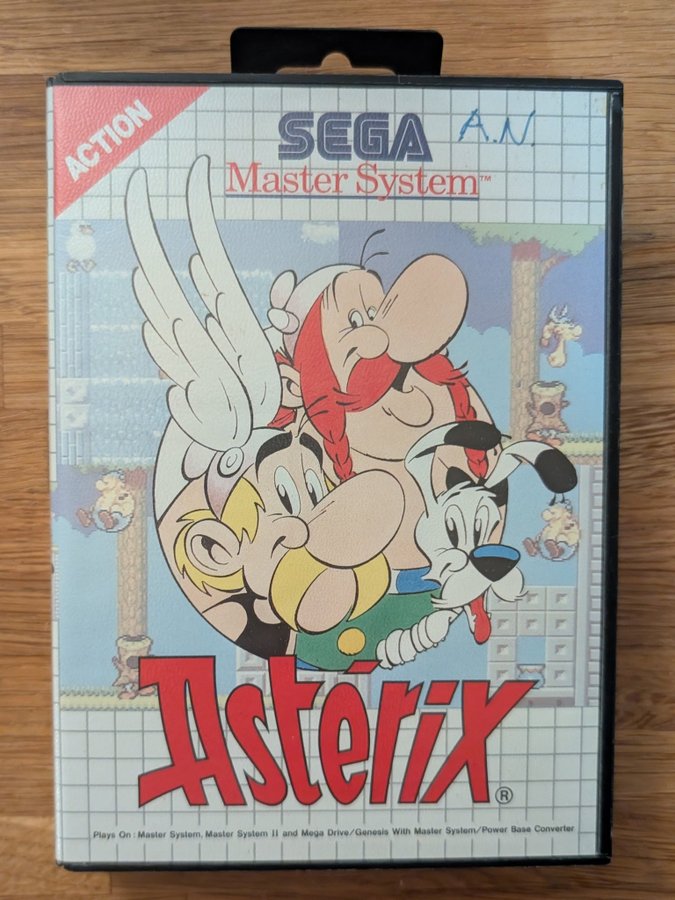 ACTION
SEGA
A.N.
Master System™
Astérix®
Plays On : Master System, Master System II and Mega Drive/Genesis With Master System/Power Base Converter